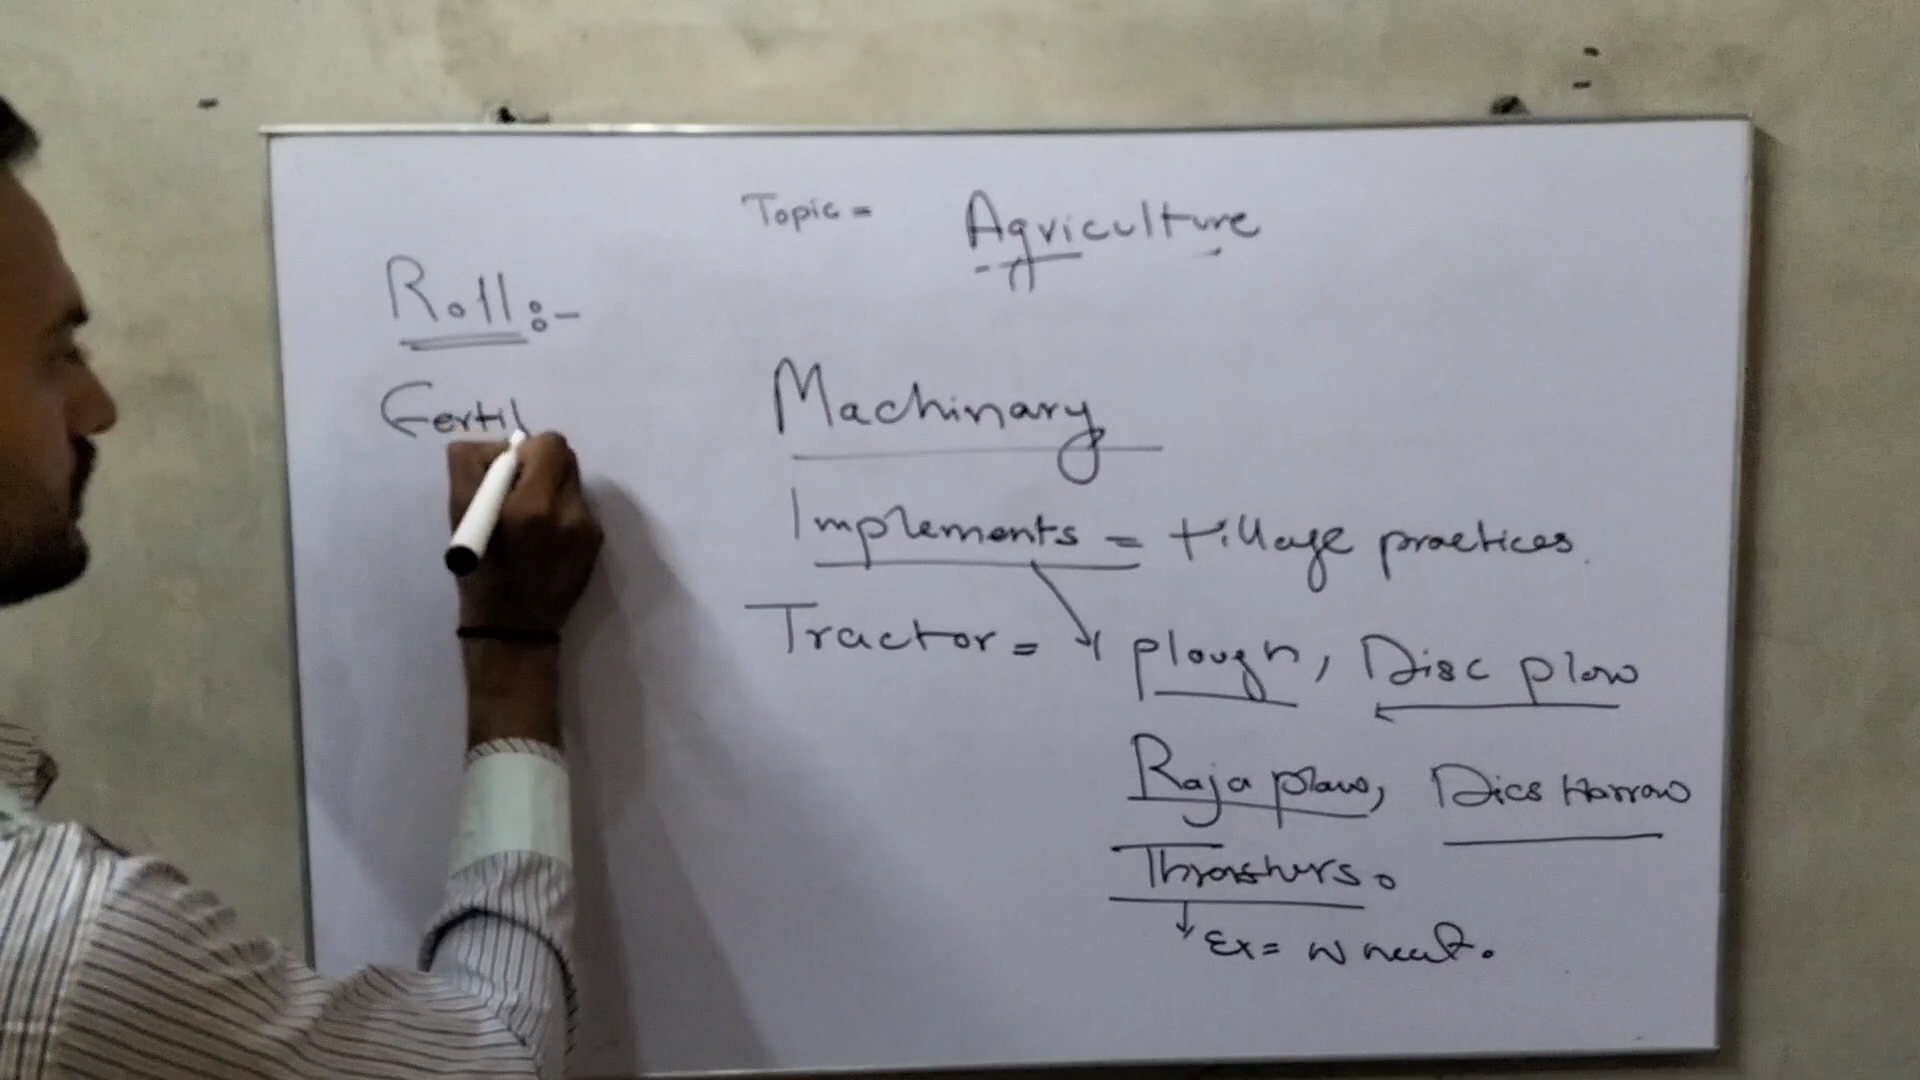 Topic = Agriculture
Roll :-
Fertil
Machinary
Implements = tillage practices.
Tractor = plough, Disc plow
Raja plow, Dics Harrow
Thrashers.
Ex = wheat.